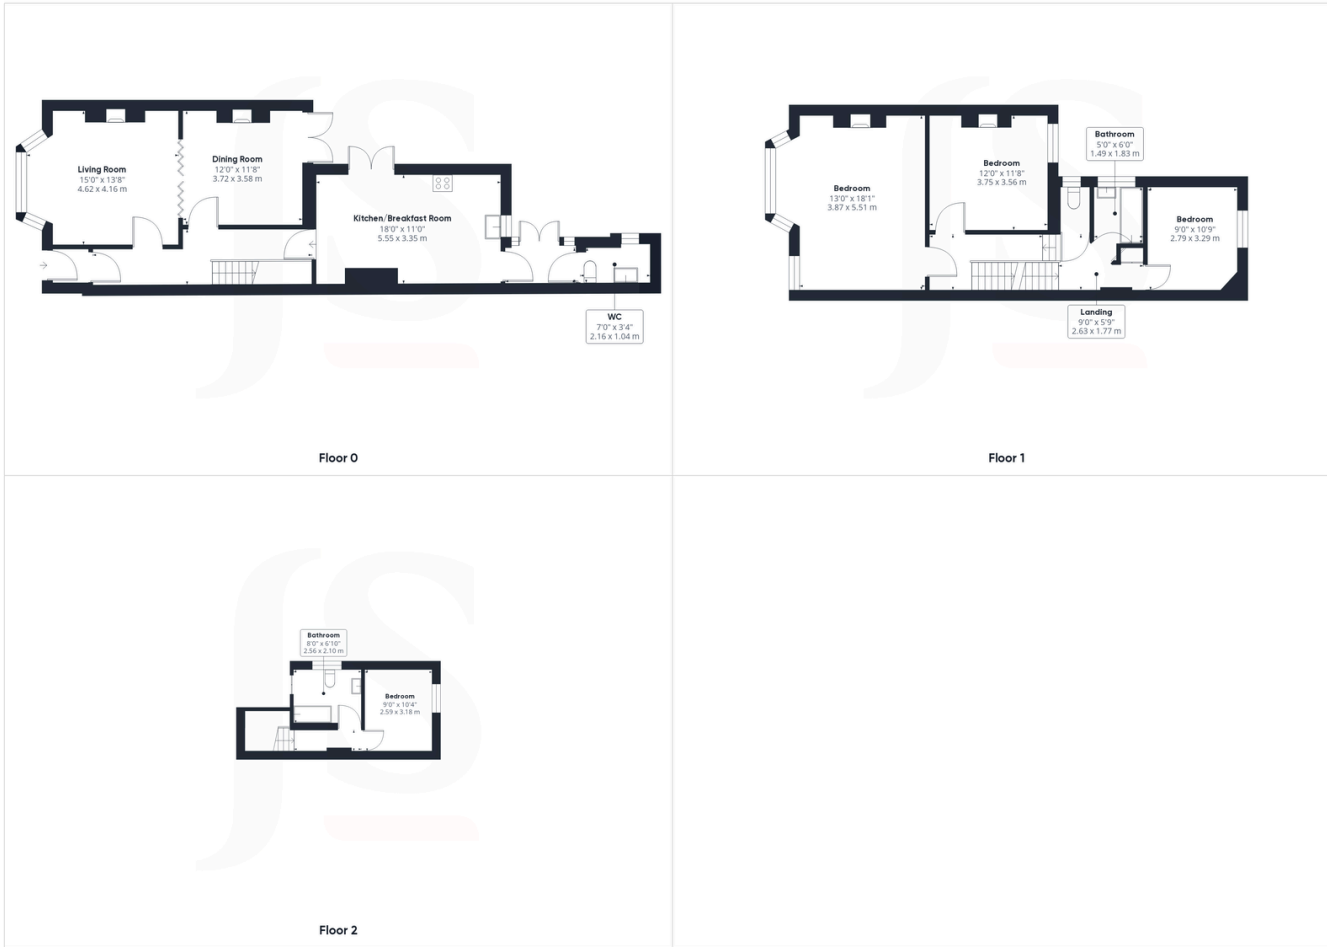 Living Room
15'0" x 13'8"
4.62 x 4.16 m
Dining Room
12'0" x 11'8"
3.72 x 3.58 m
Kitchen/Breakfast Room
18'0" x 11'0"
5.55 x 3.35 m
WC
7'0" x 3'4"
2.16 x 1.04 m
Floor 0
Bedroom
13'0" x 18'1"
3.87 x 5.51 m
Bedroom
12'0" x 11'8"
3.75 x 3.56 m
Bathroom
5'0" x 6'0"
1.49 x 1.83 m
Bedroom
9'0" x 10'9"
2.79 x 3.29 m
Landing
9'0" x 5'9"
2.63 x 1.77 m
Floor 1
Bathroom
8'0" x 6'10"
2.56 x 2.10 m
Bedroom
9'0" x 10'4"
2.59 x 3.18 m
Floor 2
JS
JS
JS